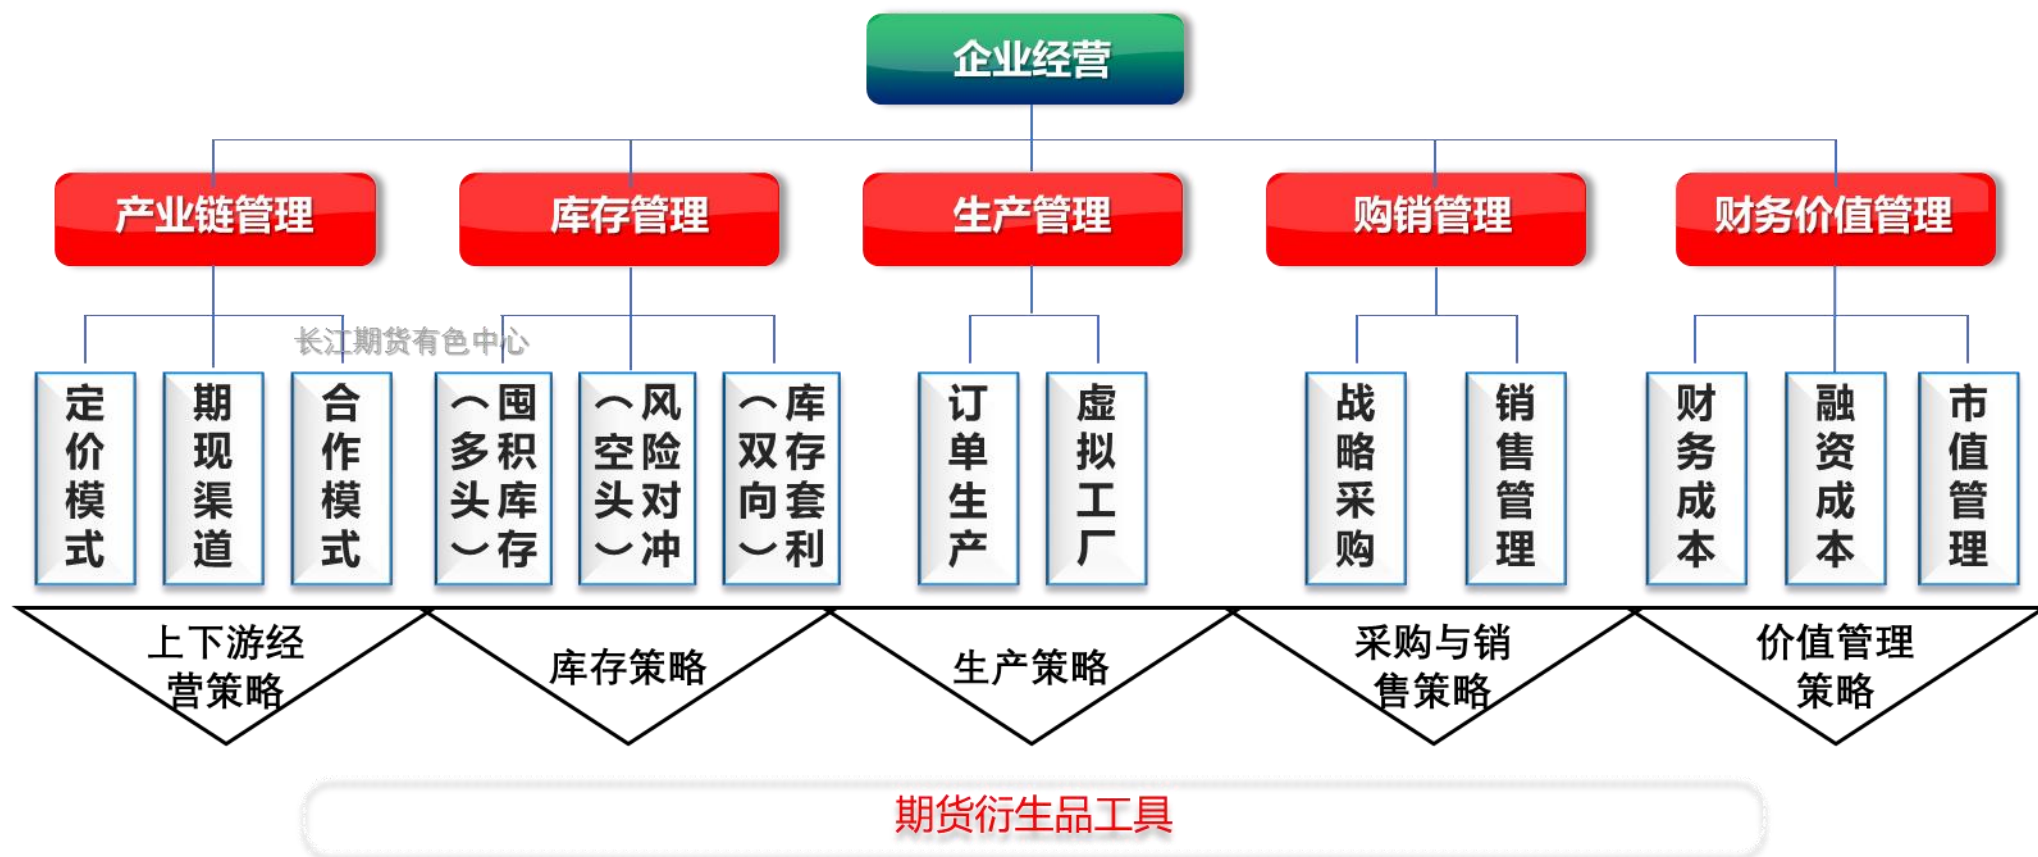 企业经营
产业链管理
库存管理
生产管理
购销管理
财务价值管理
长江期货有色中心
定价模式
期现渠道
合作模式
囤积库存
（多头）
风险对冲
（空头）
库存套利
（双向）
订单生产
虚拟工厂
战略采购
销售管理
财务成本
融资成本
市值管理
上下游经
营策略
库存策略
生产策略
采购与销
售策略
价值管理
策略
期货衍生品工具